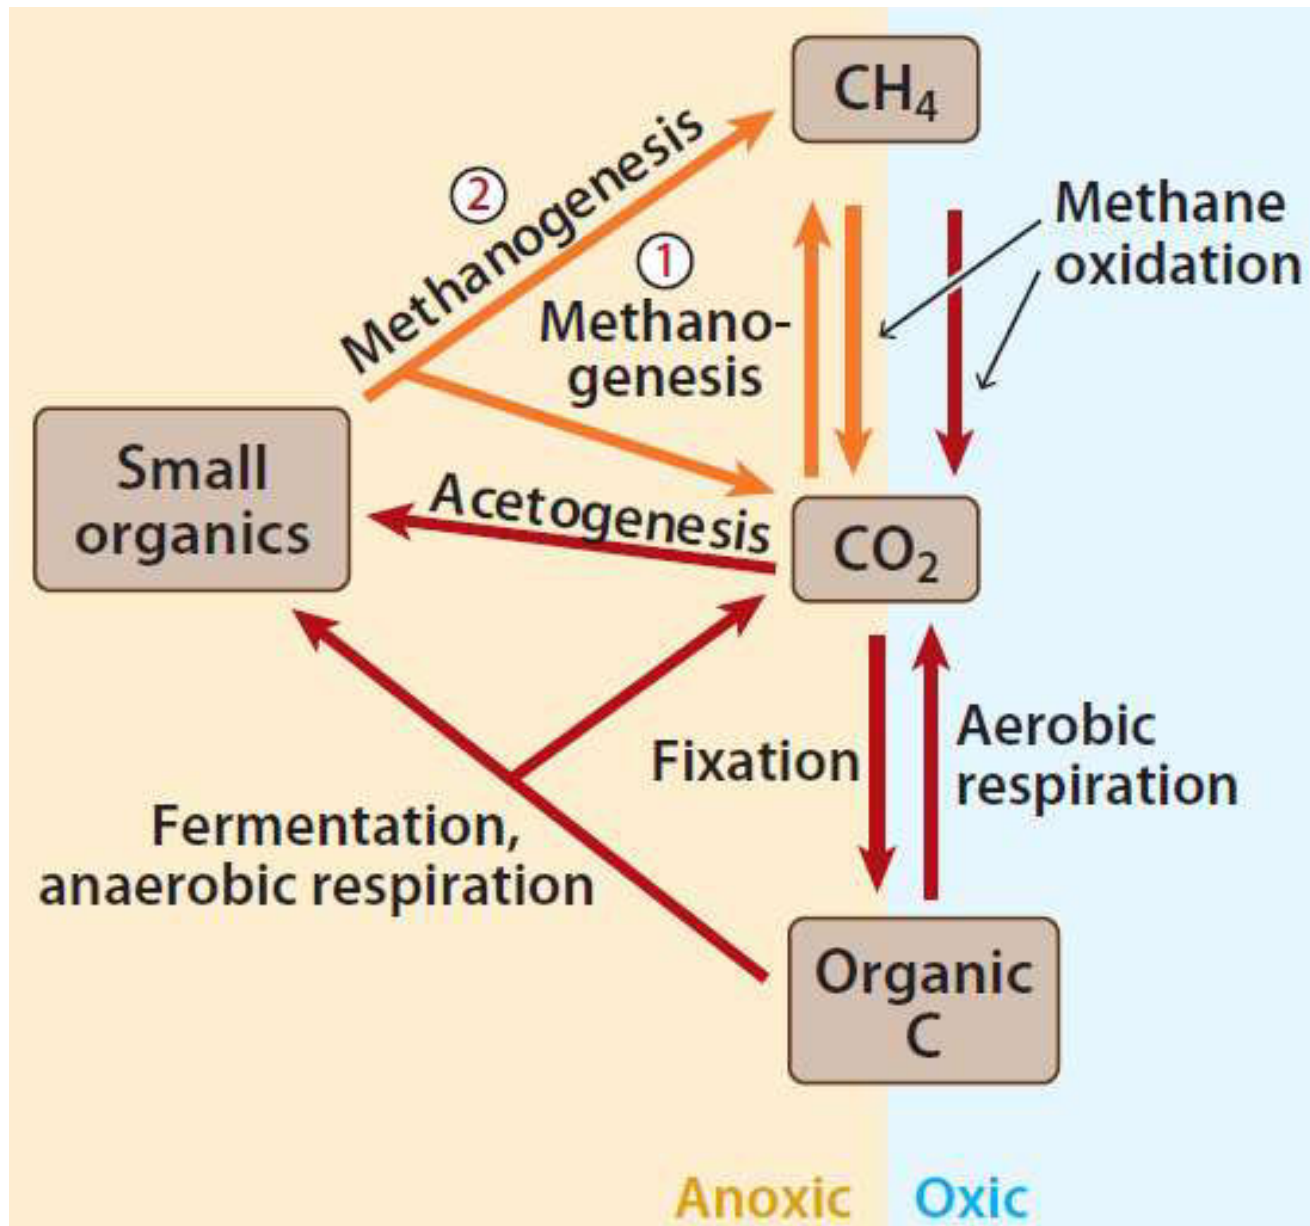 CH₄
② Methanogenesis
①
Methano-
genesis
Methane
oxidation
Small
organics
Acetogenesis
CO₂
Fixation
Aerobic
respiration
Fermentation,
anaerobic respiration
Organic
C
Anoxic
Oxic